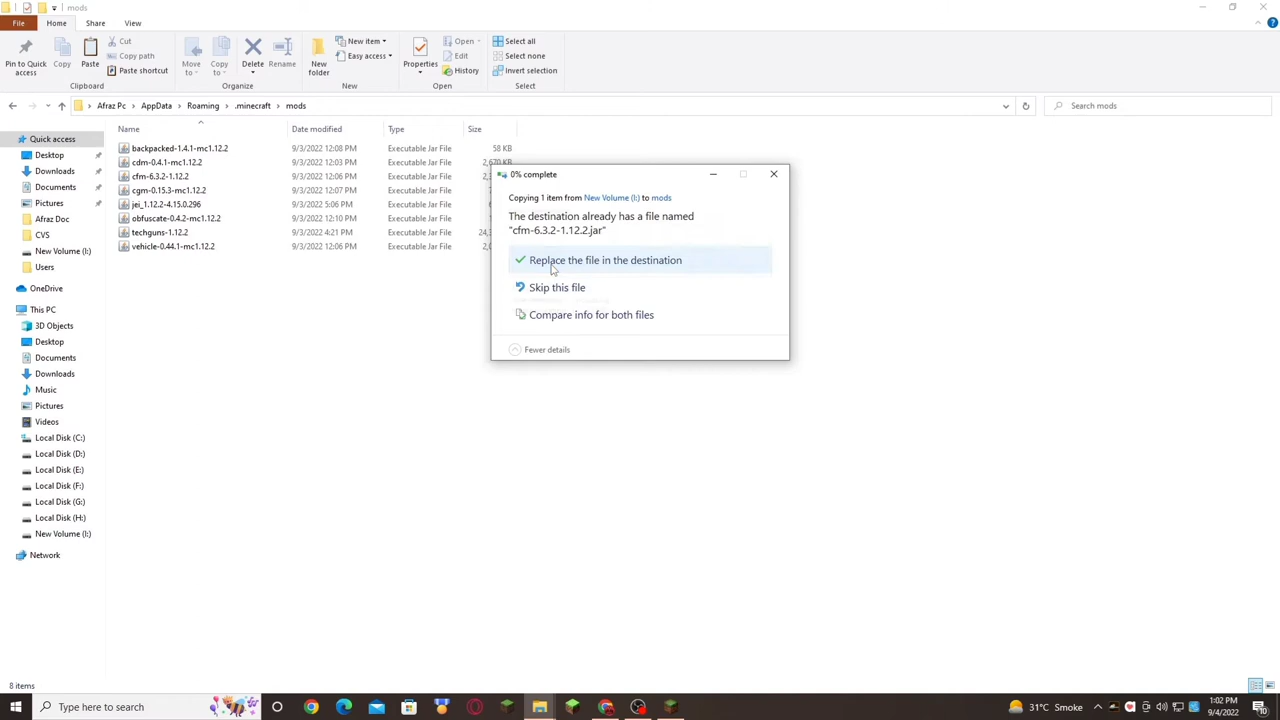 mods
File
Home
Share
View
Pin to Quick access
Copy
Paste
Cut
Copy path
Paste shortcut
Clipboard
Move to
Copy to
Delete
Rename
Organize
New folder
New item
Easy access
New
Properties
Open
Edit
History
Open
Select all
Select none
Invert selection
Select
Afraz Pc › AppData › Roaming › .minecraft › mods
Search mods
Name Date modified Type Size
backpacked-1.4.1-mc1.12.2 9/3/2022 12:08 PM Executable Jar File 58 KB
cdm-0.4.1-mc1.12.2 9/3/2022 12:03 PM Executable Jar File 2,670 KB
cfm-6.3.2-1.12.2 9/3/2022 12:06 PM Executable Jar File
cgm-0.15.3-mc1.12.2 9/3/2022 12:07 PM Executable Jar File
jei_1.12.2-4.15.0.296 9/3/2022 5:06 PM Executable Jar File
obfuscate-0.4.2-mc1.12.2 9/3/2022 12:10 PM Executable Jar File
techguns-1.12.2 9/3/2022 4:21 PM Executable Jar File
vehicle-0.44.1-mc1.12.2 9/3/2022 12:06 PM Executable Jar File
Quick access
Desktop
Downloads
Documents
Pictures
Afraz Doc
CVS
New Volume (I:)
Users
OneDrive
This PC
3D Objects
Desktop
Documents
Downloads
Music
Pictures
Videos
Local Disk (C:)
Local Disk (D:)
Local Disk (E:)
Local Disk (F:)
Local Disk (G:)
Local Disk (H:)
New Volume (I:)
Network
0% complete
Copying 1 item from New Volume (I:) to mods
The destination already has a file named
"cfm-6.3.2-1.12.2.jar"
Replace the file in the destination
Skip this file
Compare info for both files
Fewer details
8 items
Type here to search
31°C Smoke
1:02 PM
9/4/2022